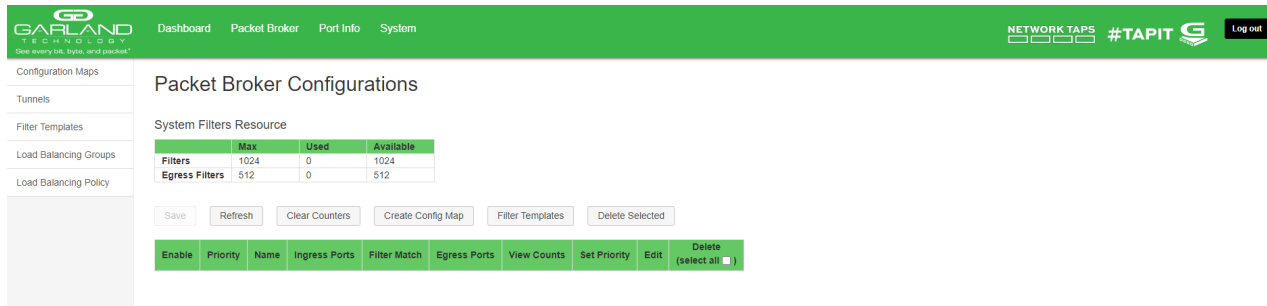 GARLAND
TECHNOLOGY
See every bit, byte, and packet®
Dashboard Packet Broker Port Info System
NETWORK TAPS
#TAPIT
Log out
Configuration Maps
Tunnels
Filter Templates
Load Balancing Groups
Load Balancing Policy
Packet Broker Configurations
System Filters Resource
Max Used Available
Filters 1024 0 1024
Egress Filters 512 0 512
Save Refresh Clear Counters Create Config Map Filter Templates Delete Selected
Enable Priority Name Ingress Ports Filter Match Egress Ports View Counts Set Priority Edit Delete
(select all )